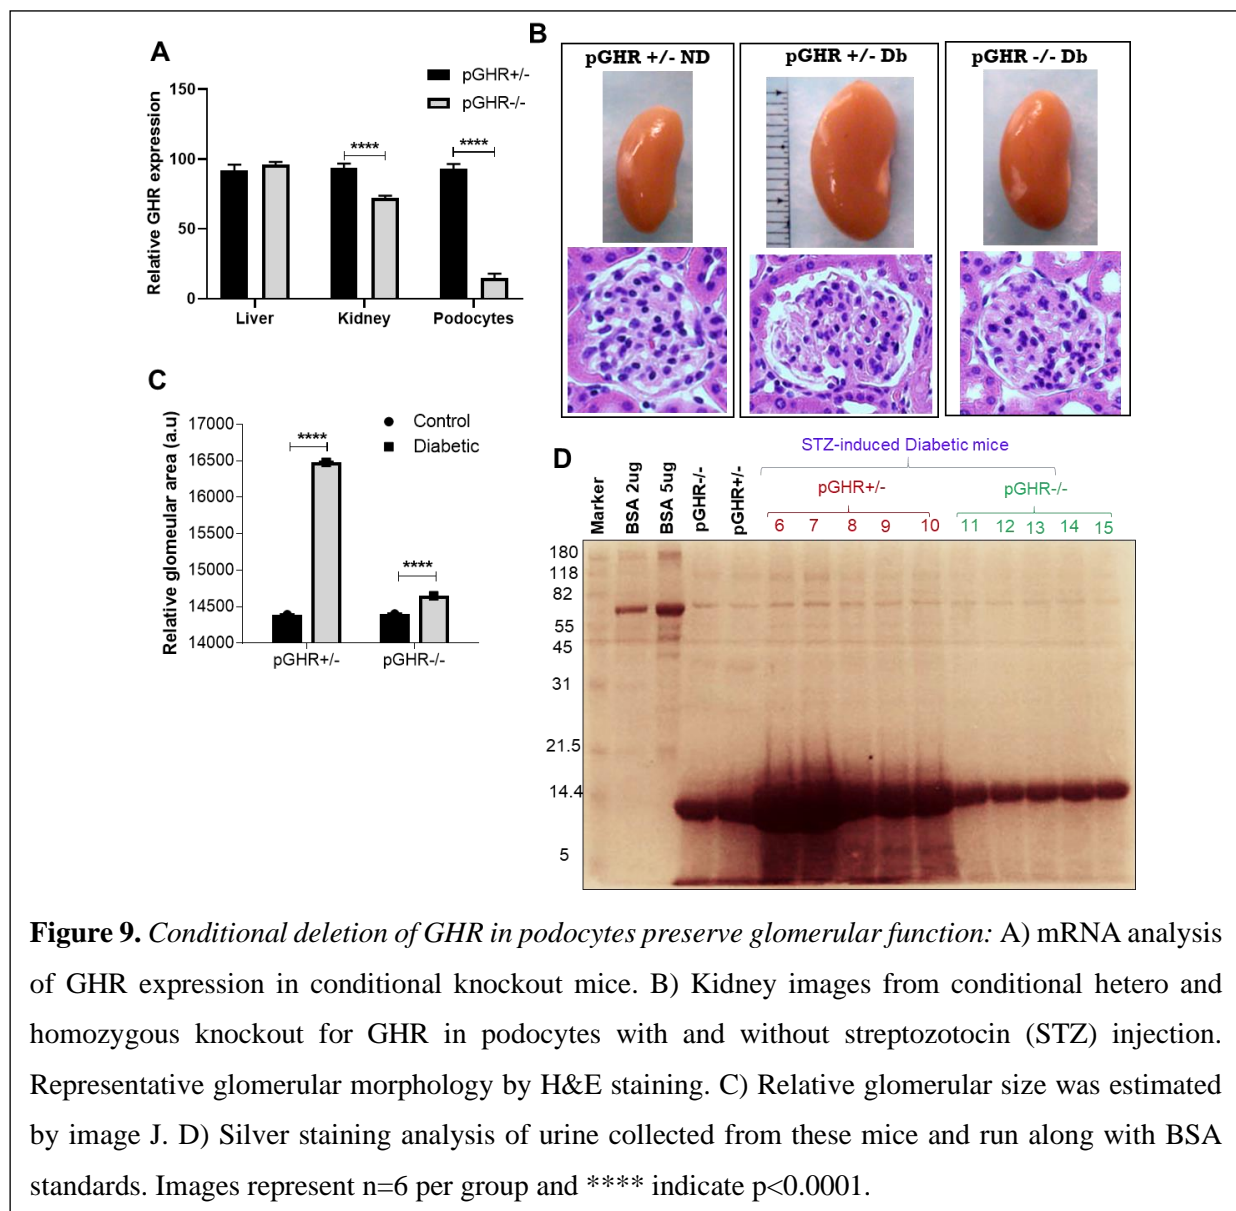 A
pGHR+/-
pGHR-/-
Relative GHR expression
150
100
50
0
****
****
Liver Kidney Podocytes
B
pGHR +/- ND
pGHR +/- Db
pGHR -/- Db
C
Control
Diabetic
Relative glomerular area (a.u)
17000
16500
16000
15500
15000
14500
14000
****
****
pGHR+/- pGHR-/-
D
STZ-induced Diabetic mice
pGHR+/- pGHR-/-
Marker
BSA 2ug
BSA 5ug
pGHR-/-
pGHR+/-
6 7 8 9 10 11 12 13 14 15
180
118
82
55
45
31
21.5
14.4
5
Figure 9. Conditional deletion of GHR in podocytes preserve glomerular function: A) mRNA analysis
of GHR expression in conditional knockout mice. B) Kidney images from conditional hetero and
homozygous knockout for GHR in podocytes with and without streptozotocin (STZ) injection.
Representative glomerular morphology by H&E staining. C) Relative glomerular size was estimated
by image J. D) Silver staining analysis of urine collected from these mice and run along with BSA
standards. Images represent n=6 per group and **** indicate p<0.0001.